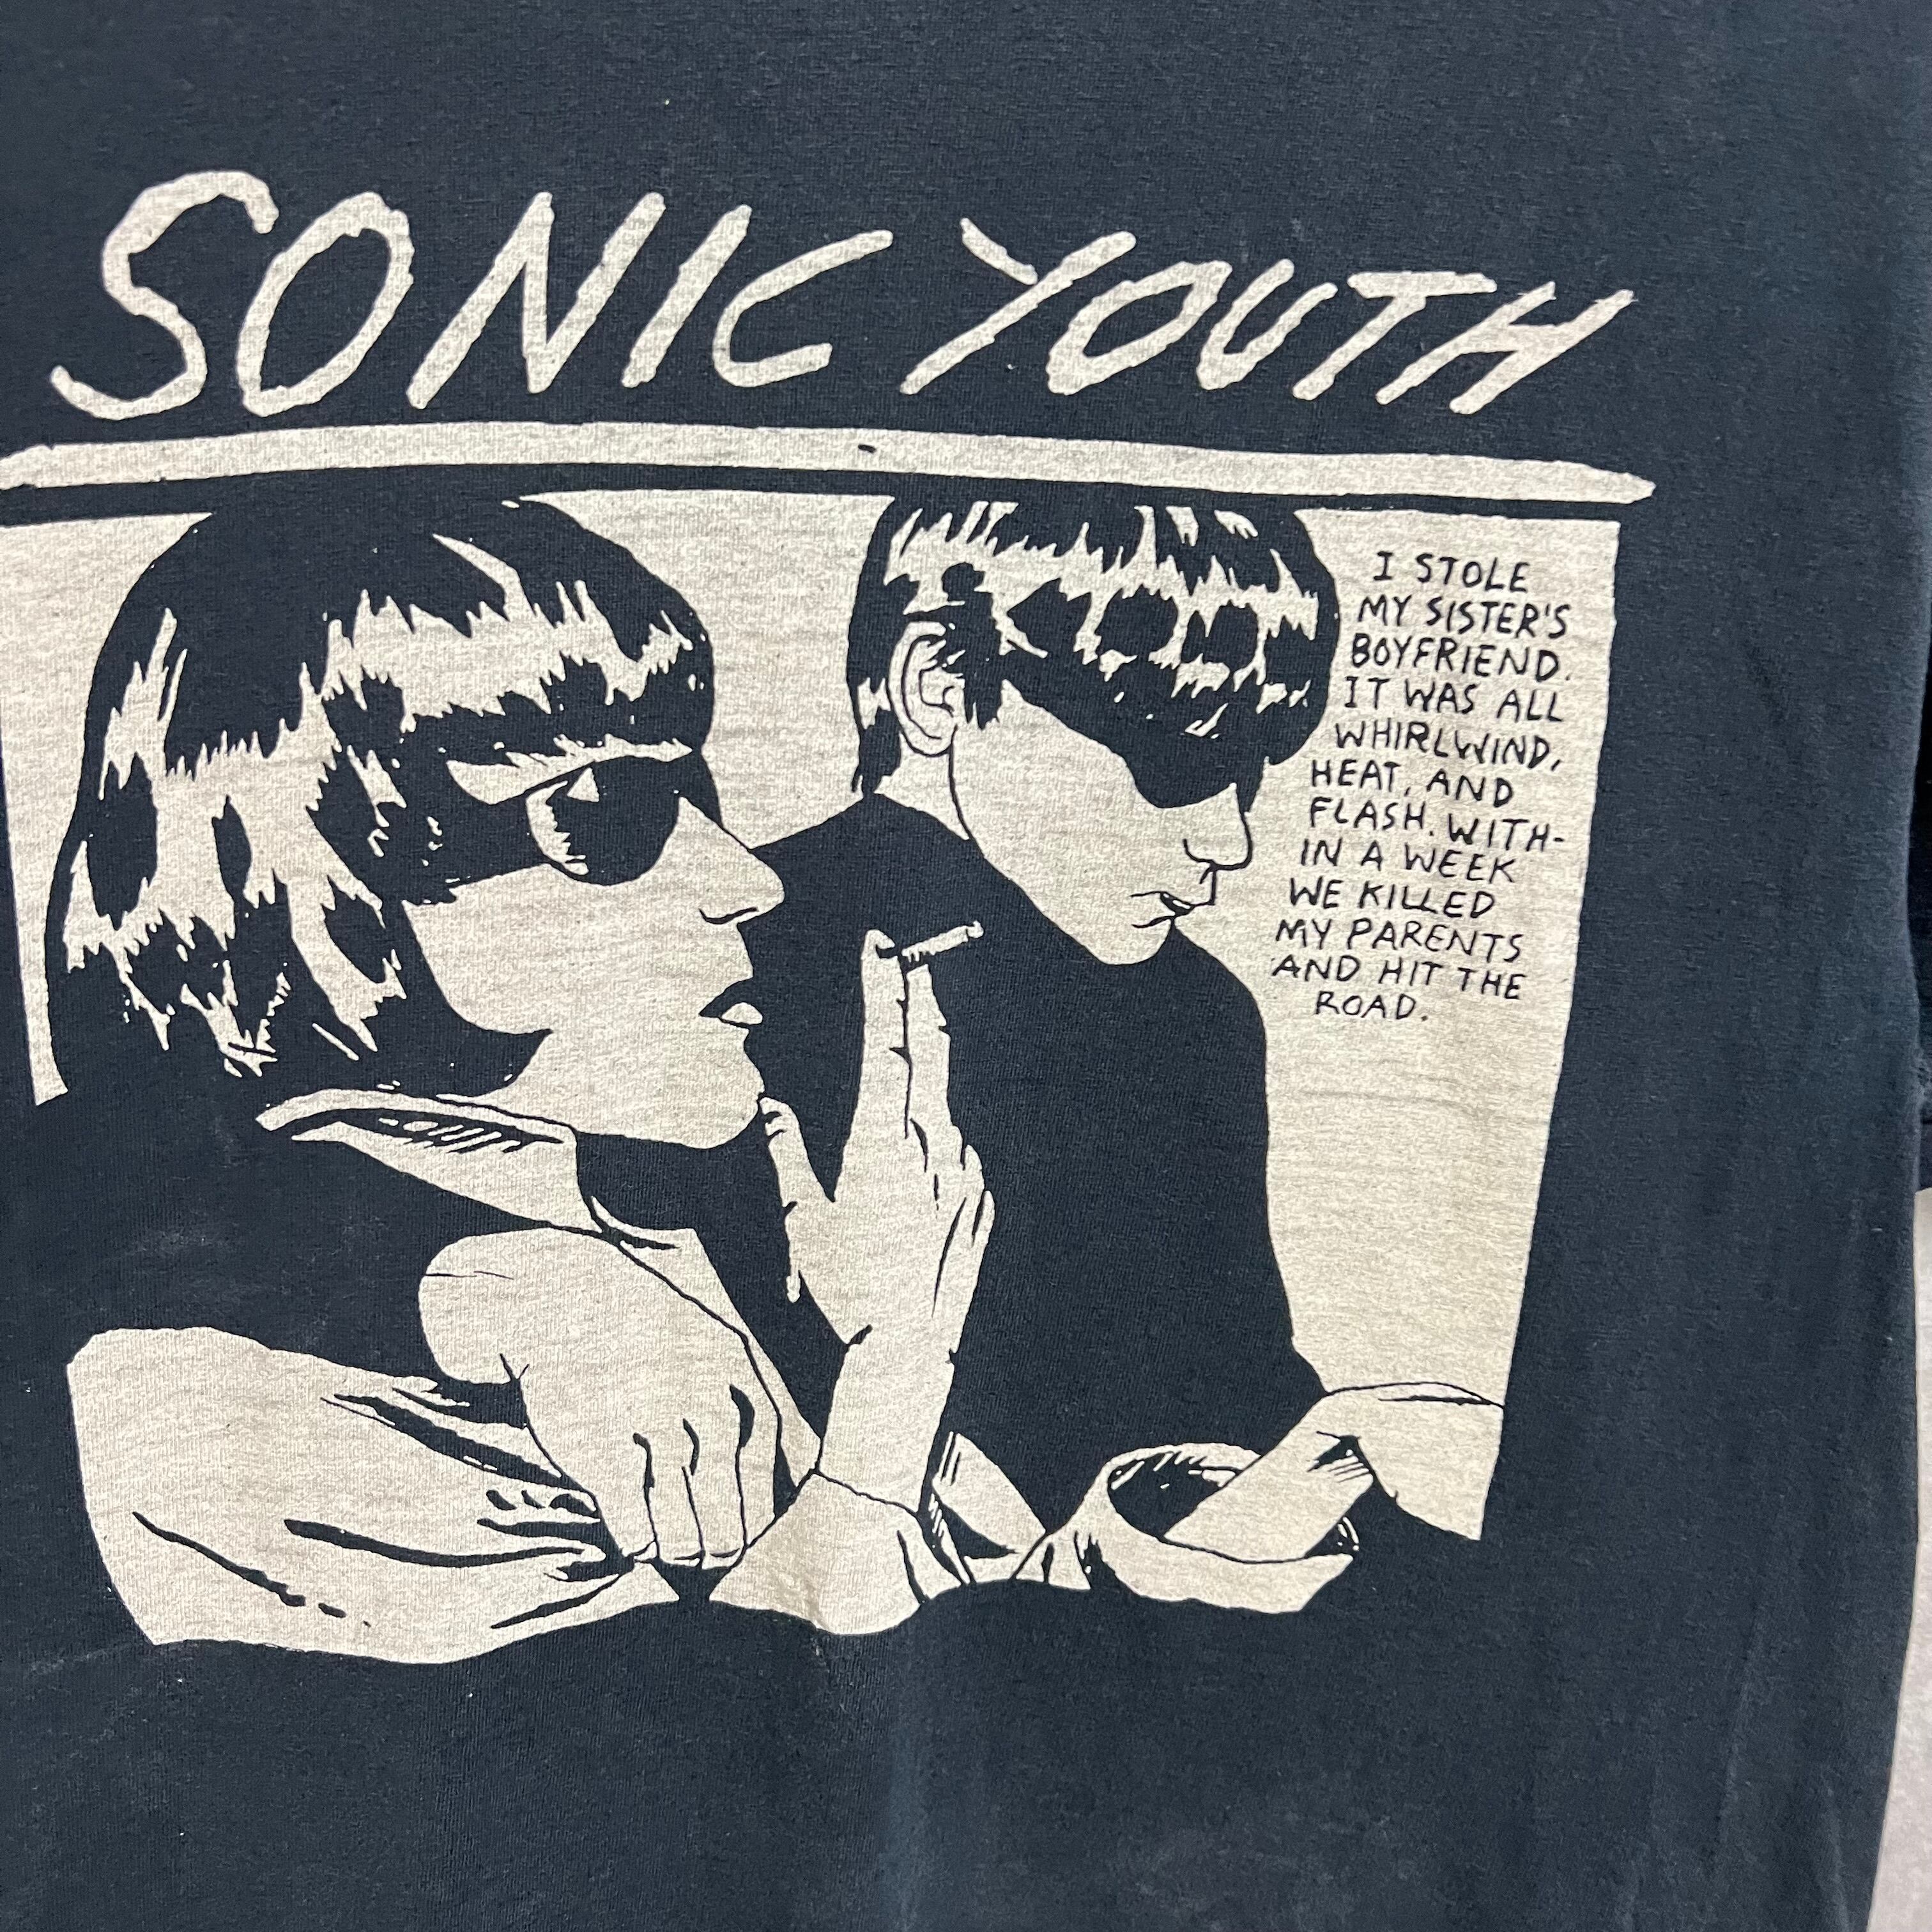 SONIC YOUTH
I STOLE
MY SISTER'S
BOYFRIEND.
IT WAS ALL
WHIRLWIND,
HEAT, AND
FLASH. WITH-
IN A WEEK
WE KILLED
MY PARENTS
AND HIT THE
ROAD.